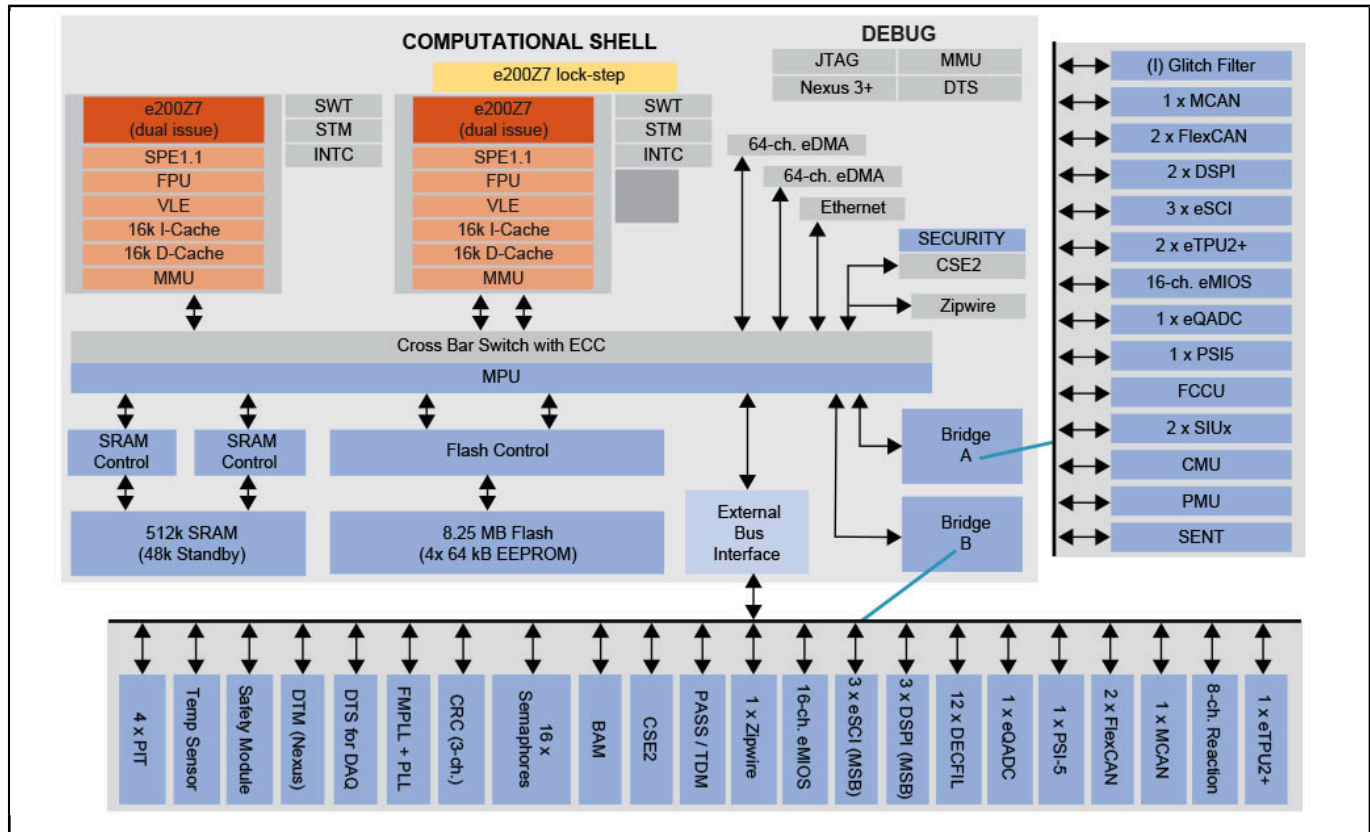 COMPUTATIONAL SHELL
DEBUG
JTAG
MMU
Nexus 3+
DTS
e200Z7 lock-step
e200Z7
(dual issue)
SPE1.1
FPU
VLE
16k I-Cache
16k D-Cache
MMU
SWT
STM
INTC
e200Z7
(dual issue)
SPE1.1
FPU
VLE
16k I-Cache
16k D-Cache
MMU
SWT
STM
INTC
64-ch. eDMA
64-ch. eDMA
Ethernet
SECURITY
CSE2
Zipwire
Cross Bar Switch with ECC
MPU
SRAM
Control
SRAM
Control
Flash Control
512k SRAM
(48k Standby)
8.25 MB Flash
(4x 64 kB EEPROM)
External
Bus
Interface
Bridge
A
Bridge
B
(I) Glitch Filter
1 x MCAN
2 x FlexCAN
2 x DSPI
3 x eSCI
2 x eTPU2+
16-ch. eMIOS
1 x eQADC
1 x PSI5
FCCU
2 x SIUx
CMU
PMU
SENT
4 x PIT
Temp Sensor
Safety Module
DTM (Nexus)
DTS for DAQ
FMPLL + PLL
CRC (3-ch.)
16 x
Semaphores
BAM
CSE2
PASS / TDM
1 x Zipwire
16-ch. eMIOS
3 x eSCI (MSB)
3 x DSPI (MSB)
12 x DECFIL
1 x eQADC
1 x PSI-5
2 x FlexCAN
1 x MCAN
8-ch. Reaction
1 x eTPU2+